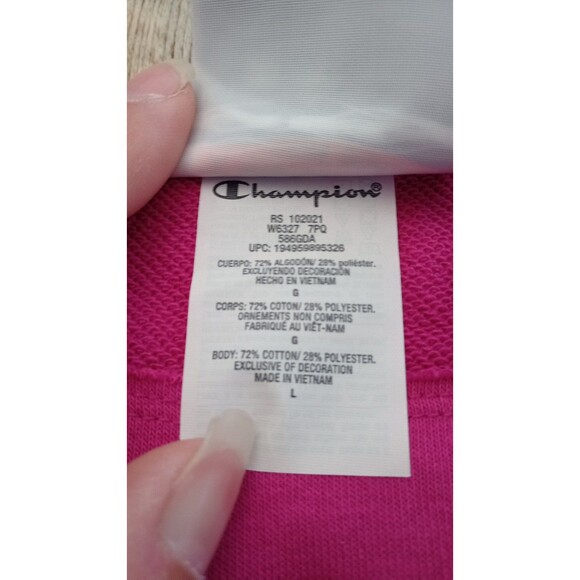 Champion®
RS 102021
W6327 7PQ
586GDA
UPC: 194959895326
CUERPO: 72% ALGODÓN/ 28% poliéster.
EXCLUYENDO DECORACIÓN
HECHO EN VIETNAM
G
CORPS: 72% COTON/ 28% POLYESTER.
ORNEMENTS NON COMPRIS
FABRIQUÉ AU VIÊT-NAM
G
BODY: 72% COTTON/ 28% POLYESTER.
EXCLUSIVE OF DECORATION
MADE IN VIETNAM
L